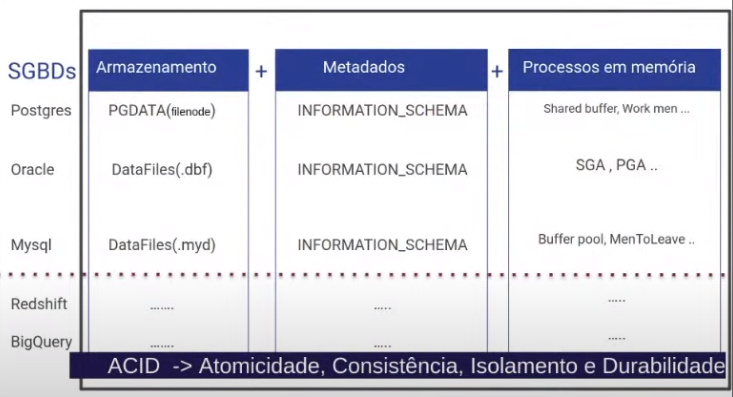 SGBDs Armazenamento + Metadados + Processos em memória
Postgres PGDATA(filenode) INFORMATION_SCHEMA Shared buffer, Work men ...
Oracle DataFiles(.dbf) INFORMATION_SCHEMA SGA , PGA ..
Mysql DataFiles(.myd) INFORMATION_SCHEMA Buffer pool, MenToLeave ..
Redshift ....... ..... .....
BigQuery ....... ..... .....
ACID -> Atomicidade, Consistência, Isolamento e Durabilidade